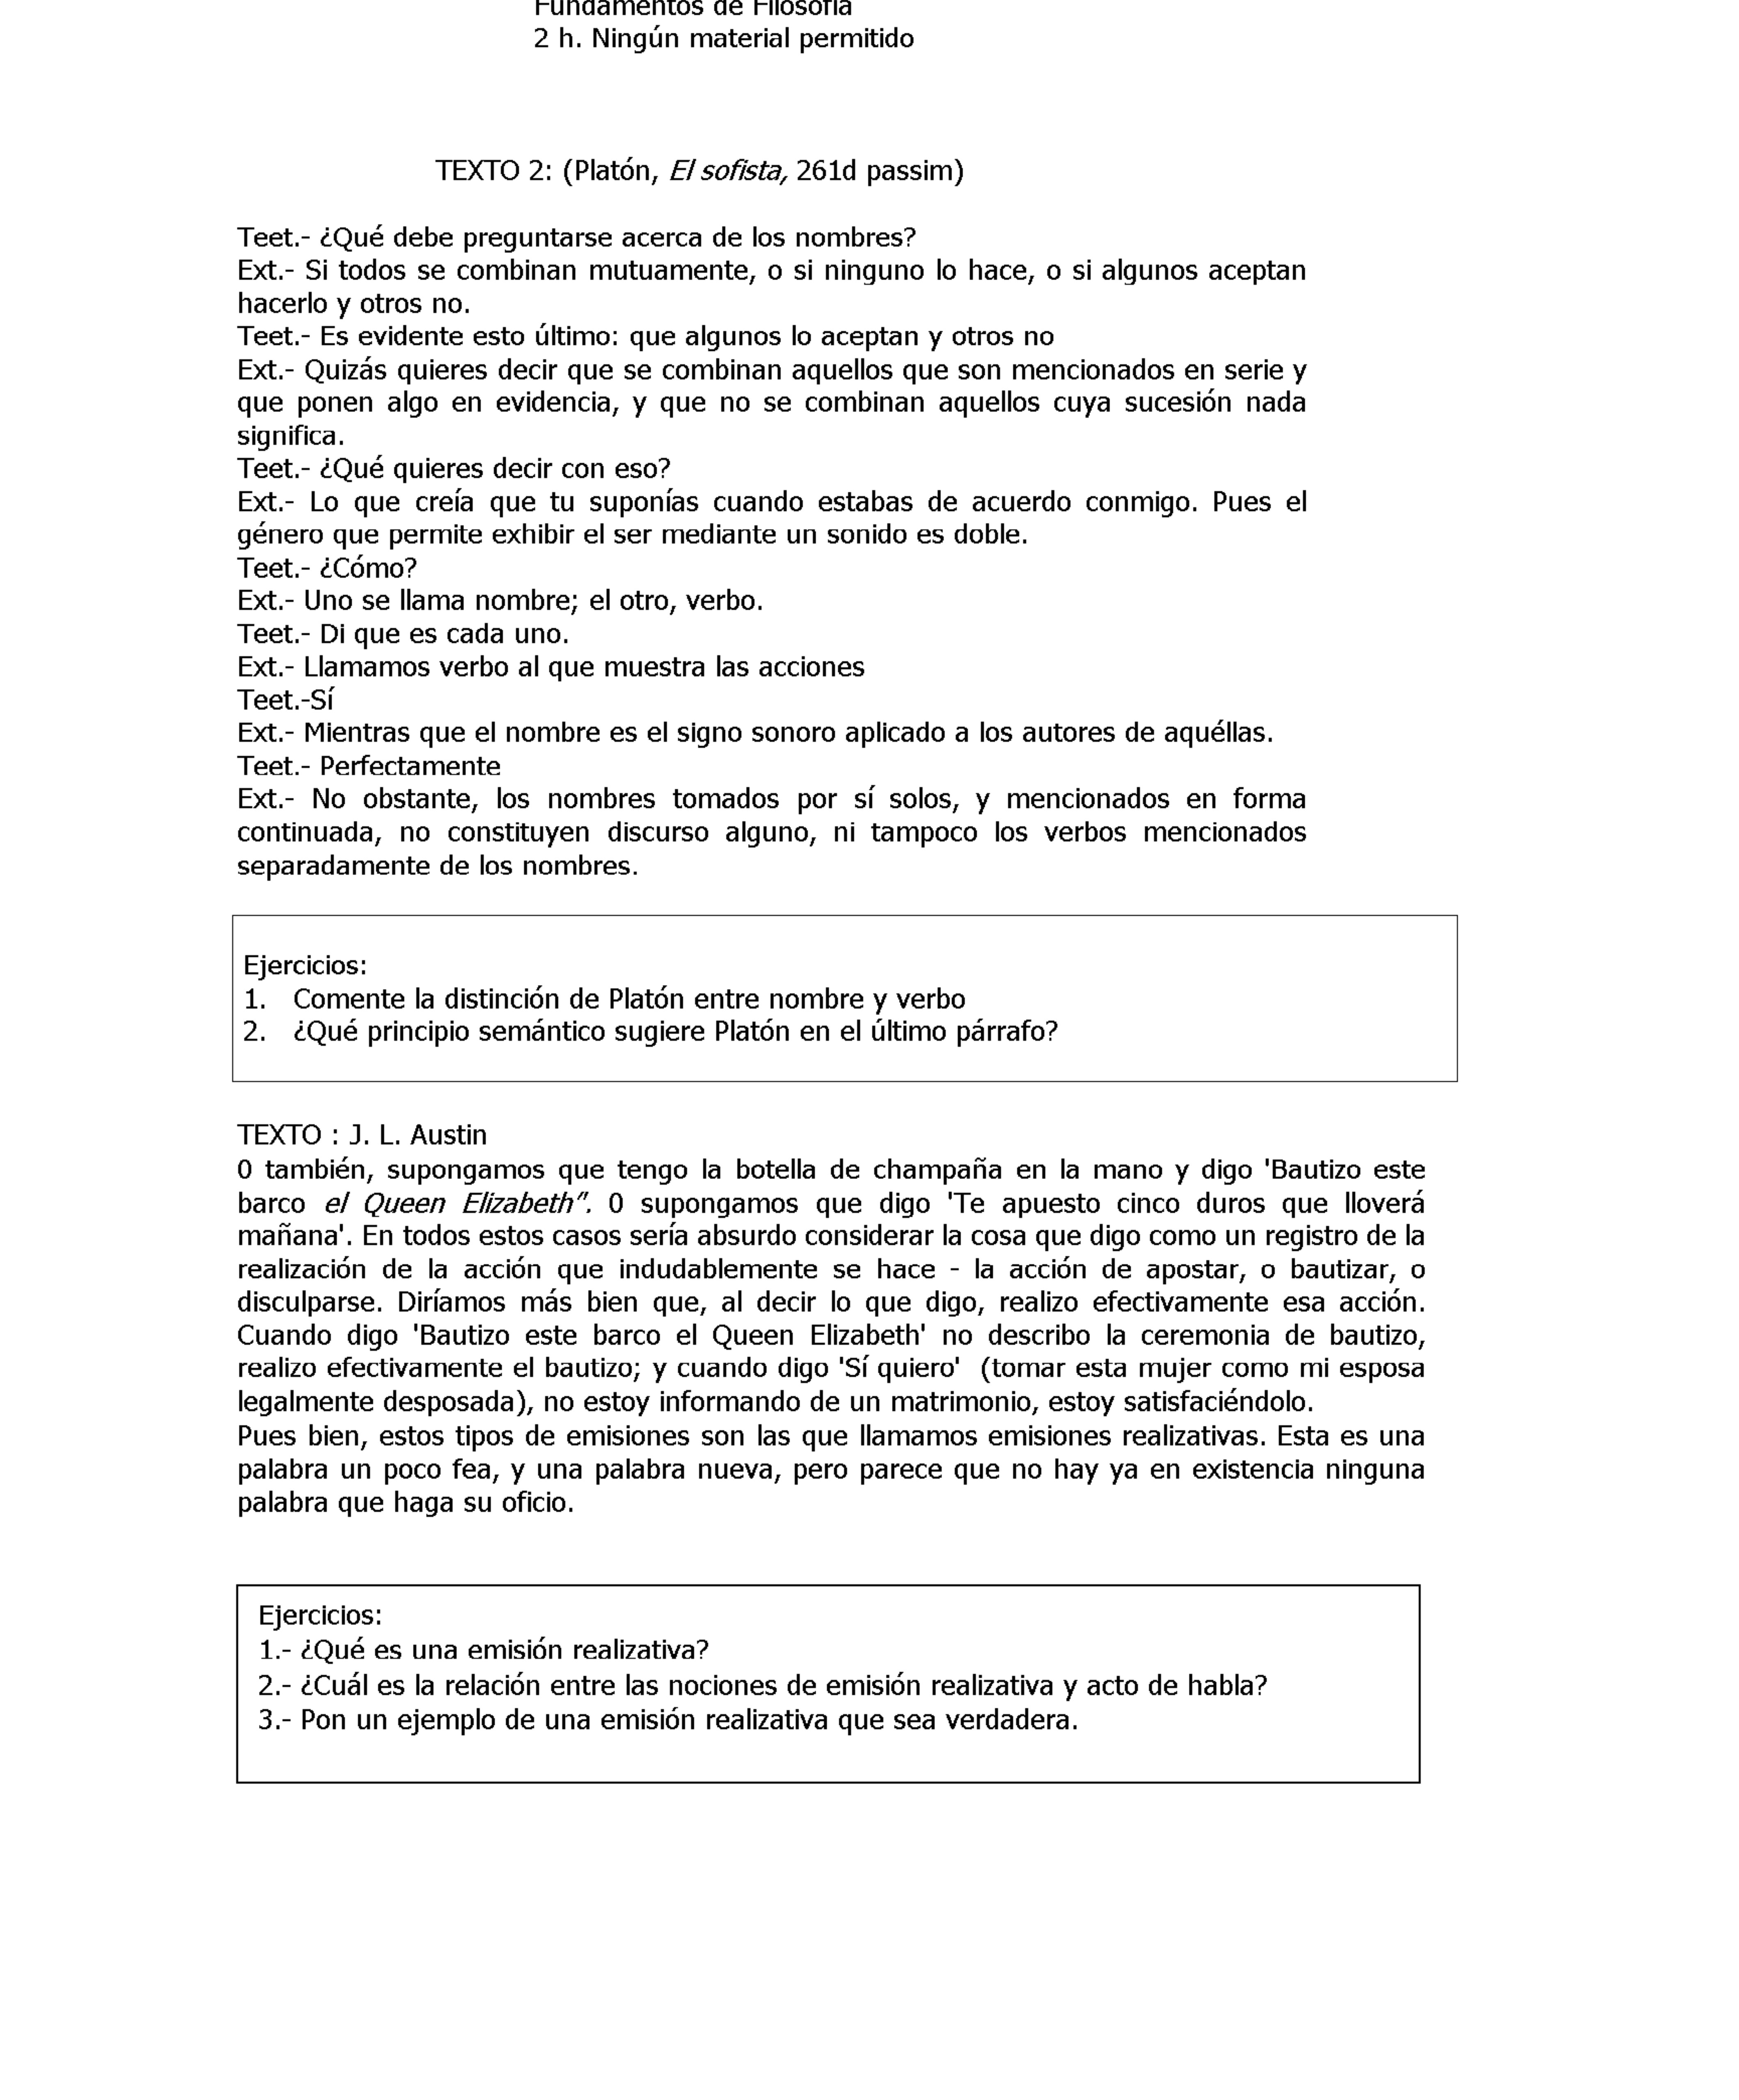 Fundamentos de Filosofía
2 h. Ningún material permitido
TEXTO 2: (Platón, El sofista, 261d passim)
Teet.- ¿Qué debe preguntarse acerca de los nombres?
Ext.- Si todos se combinan mutuamente, o si ninguno lo hace, o si algunos aceptan
hacerlo y otros no.
Teet.- Es evidente esto último: que algunos lo aceptan y otros no
Ext.- Quizás quieres decir que se combinan aquellos que son mencionados en serie y
que ponen algo en evidencia, y que no se combinan aquellos cuya sucesión nada
significa.
Teet.- ¿Qué quieres decir con eso?
Ext.- Lo que creía que tu suponías cuando estabas de acuerdo conmigo. Pues el
género que permite exhibir el ser mediante un sonido es doble.
Teet.- ¿Cómo?
Ext.- Uno se llama nombre; el otro, verbo.
Teet.- Di que es cada uno.
Ext.- Llamamos verbo al que muestra las acciones
Teet.-Sí
Ext.- Mientras que el nombre es el signo sonoro aplicado a los autores de aquéllas.
Teet.- Perfectamente
Ext.- No obstante, los nombres tomados por sí solos, y mencionados en forma
continuada, no constituyen discurso alguno, ni tampoco los verbos mencionados
separadamente de los nombres.
Ejercicios:
1. Comente la distinción de Platón entre nombre y verbo
2. ¿Qué principio semántico sugiere Platón en el último párrafo?
TEXTO : J. L. Austin
0 también, supongamos que tengo la botella de champaña en la mano y digo 'Bautizo este
barco el Queen Elizabeth”. 0 supongamos que digo 'Te apuesto cinco duros que lloverá
mañana'. En todos estos casos sería absurdo considerar la cosa que digo como un registro de la
realización de la acción que indudablemente se hace - la acción de apostar, o bautizar, o
disculparse. Diríamos más bien que, al decir lo que digo, realizo efectivamente esa acción.
Cuando digo 'Bautizo este barco el Queen Elizabeth' no describo la ceremonia de bautizo,
realizo efectivamente el bautizo; y cuando digo 'Sí quiero' (tomar esta mujer como mi esposa
legalmente desposada), no estoy informando de un matrimonio, estoy satisfaciéndolo.
Pues bien, estos tipos de emisiones son las que llamamos emisiones realizativas. Esta es una
palabra un poco fea, y una palabra nueva, pero parece que no hay ya en existencia ninguna
palabra que haga su oficio.
Ejercicios:
1.- ¿Qué es una emisión realizativa?
2.- ¿Cuál es la relación entre las nociones de emisión realizativa y acto de habla?
3.- Pon un ejemplo de una emisión realizativa que sea verdadera.